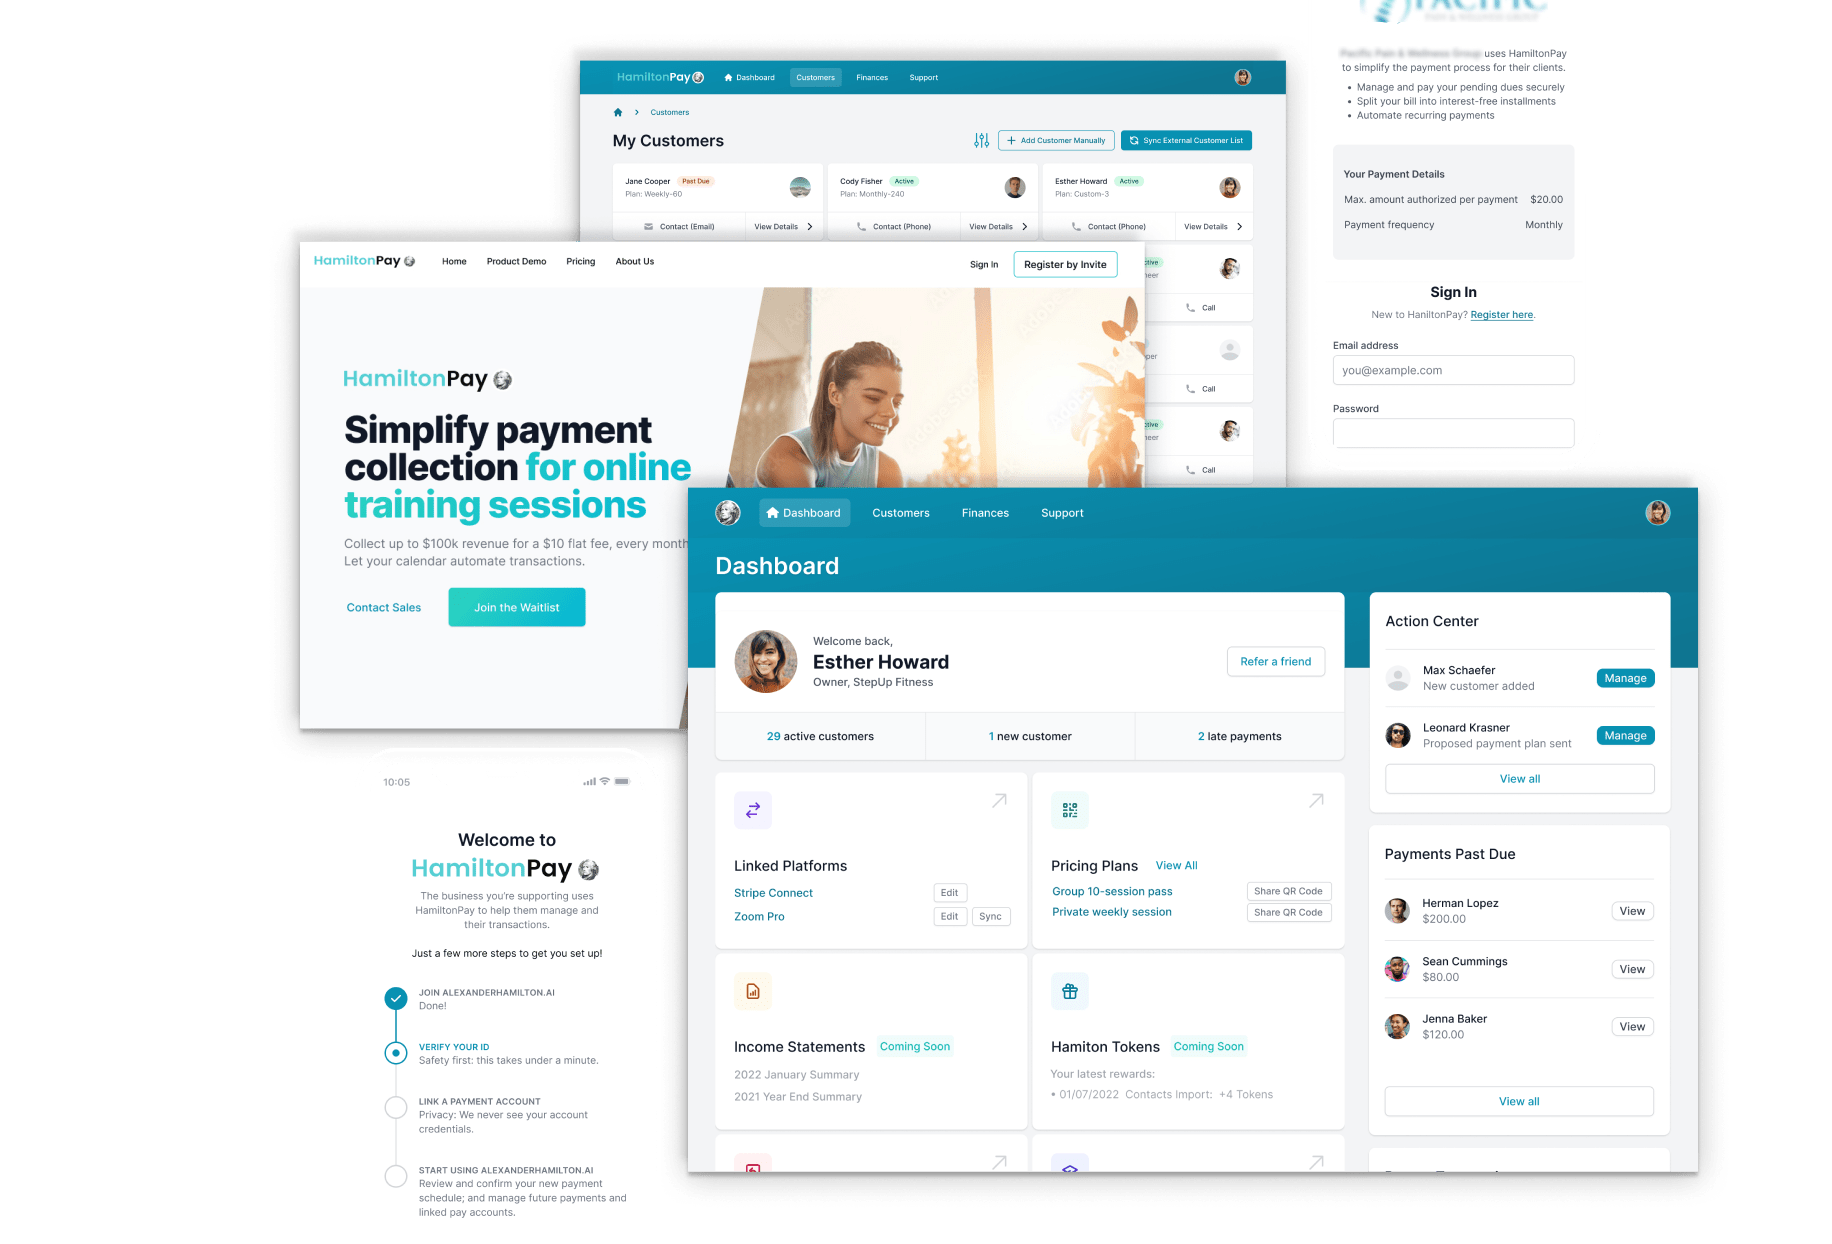 PACIFIC
PAIN & WELLNESS GROUP
Pacific Pain & Wellness Group uses HamiltonPay
to simplify the payment process for their clients.
• Manage and pay your pending dues securely
• Split your bill into interest-free installments
• Automate recurring payments
Your Payment Details
Max. amount authorized per payment $20.00
Payment frequency Monthly
Sign In
New to HaniltonPay? Register here.
Email address
you@example.com
Password
HamiltonPay Dashboard Customers Finances Support
Customers
My Customers
Add Customer Manually
Sync External Customer List
Jane Cooper Past Due
Plan: Weekly-60
Contact (Email) View Details
Cody Fisher Active
Plan: Monthly-240
Contact (Phone) View Details
Esther Howard Active
Plan: Custom-3
Contact (Phone) View Details
Call
Call
Call
HamiltonPay Home Product Demo Pricing About Us Sign In Register by Invite
HamiltonPay
Simplify payment
collection for online
training sessions
Collect up to $100k revenue for a $10 flat fee, every month
Let your calendar automate transactions.
Contact Sales Join the Waitlist
Adobe Stock
Dashboard Customers Finances Support
Dashboard
Welcome back,
Esther Howard
Owner, StepUp Fitness
Refer a friend
29 active customers 1 new customer 2 late payments
Linked Platforms
Stripe Connect Edit
Zoom Pro Edit Sync
Pricing Plans View All
Group 10-session pass Share QR Code
Private weekly session Share QR Code
Income Statements Coming Soon
2022 January Summary
2021 Year End Summary
Hamiton Tokens Coming Soon
Your latest rewards:
• 01/07/2022 Contacts Import: +4 Tokens
Action Center
Max Schaefer
New customer added
Manage
Leonard Krasner
Proposed payment plan sent
Manage
View all
Payments Past Due
Herman Lopez
$200.00
View
Sean Cummings
$80.00
View
Jenna Baker
$120.00
View
View all
10:05
Welcome to
HamiltonPay
The business you're supporting uses
HamiltonPay to help them manage and
their transactions.
Just a few more steps to get you set up!
JOIN ALEXANDERHAMILTON.AI
Done!
VERIFY YOUR ID
Safety first: this takes under a minute.
LINK A PAYMENT ACCOUNT
Privacy: We never see your account
credentials.
START USING ALEXANDERHAMILTON.AI
Review and confirm your new payment
schedule; and manage future payments and
linked pay accounts.